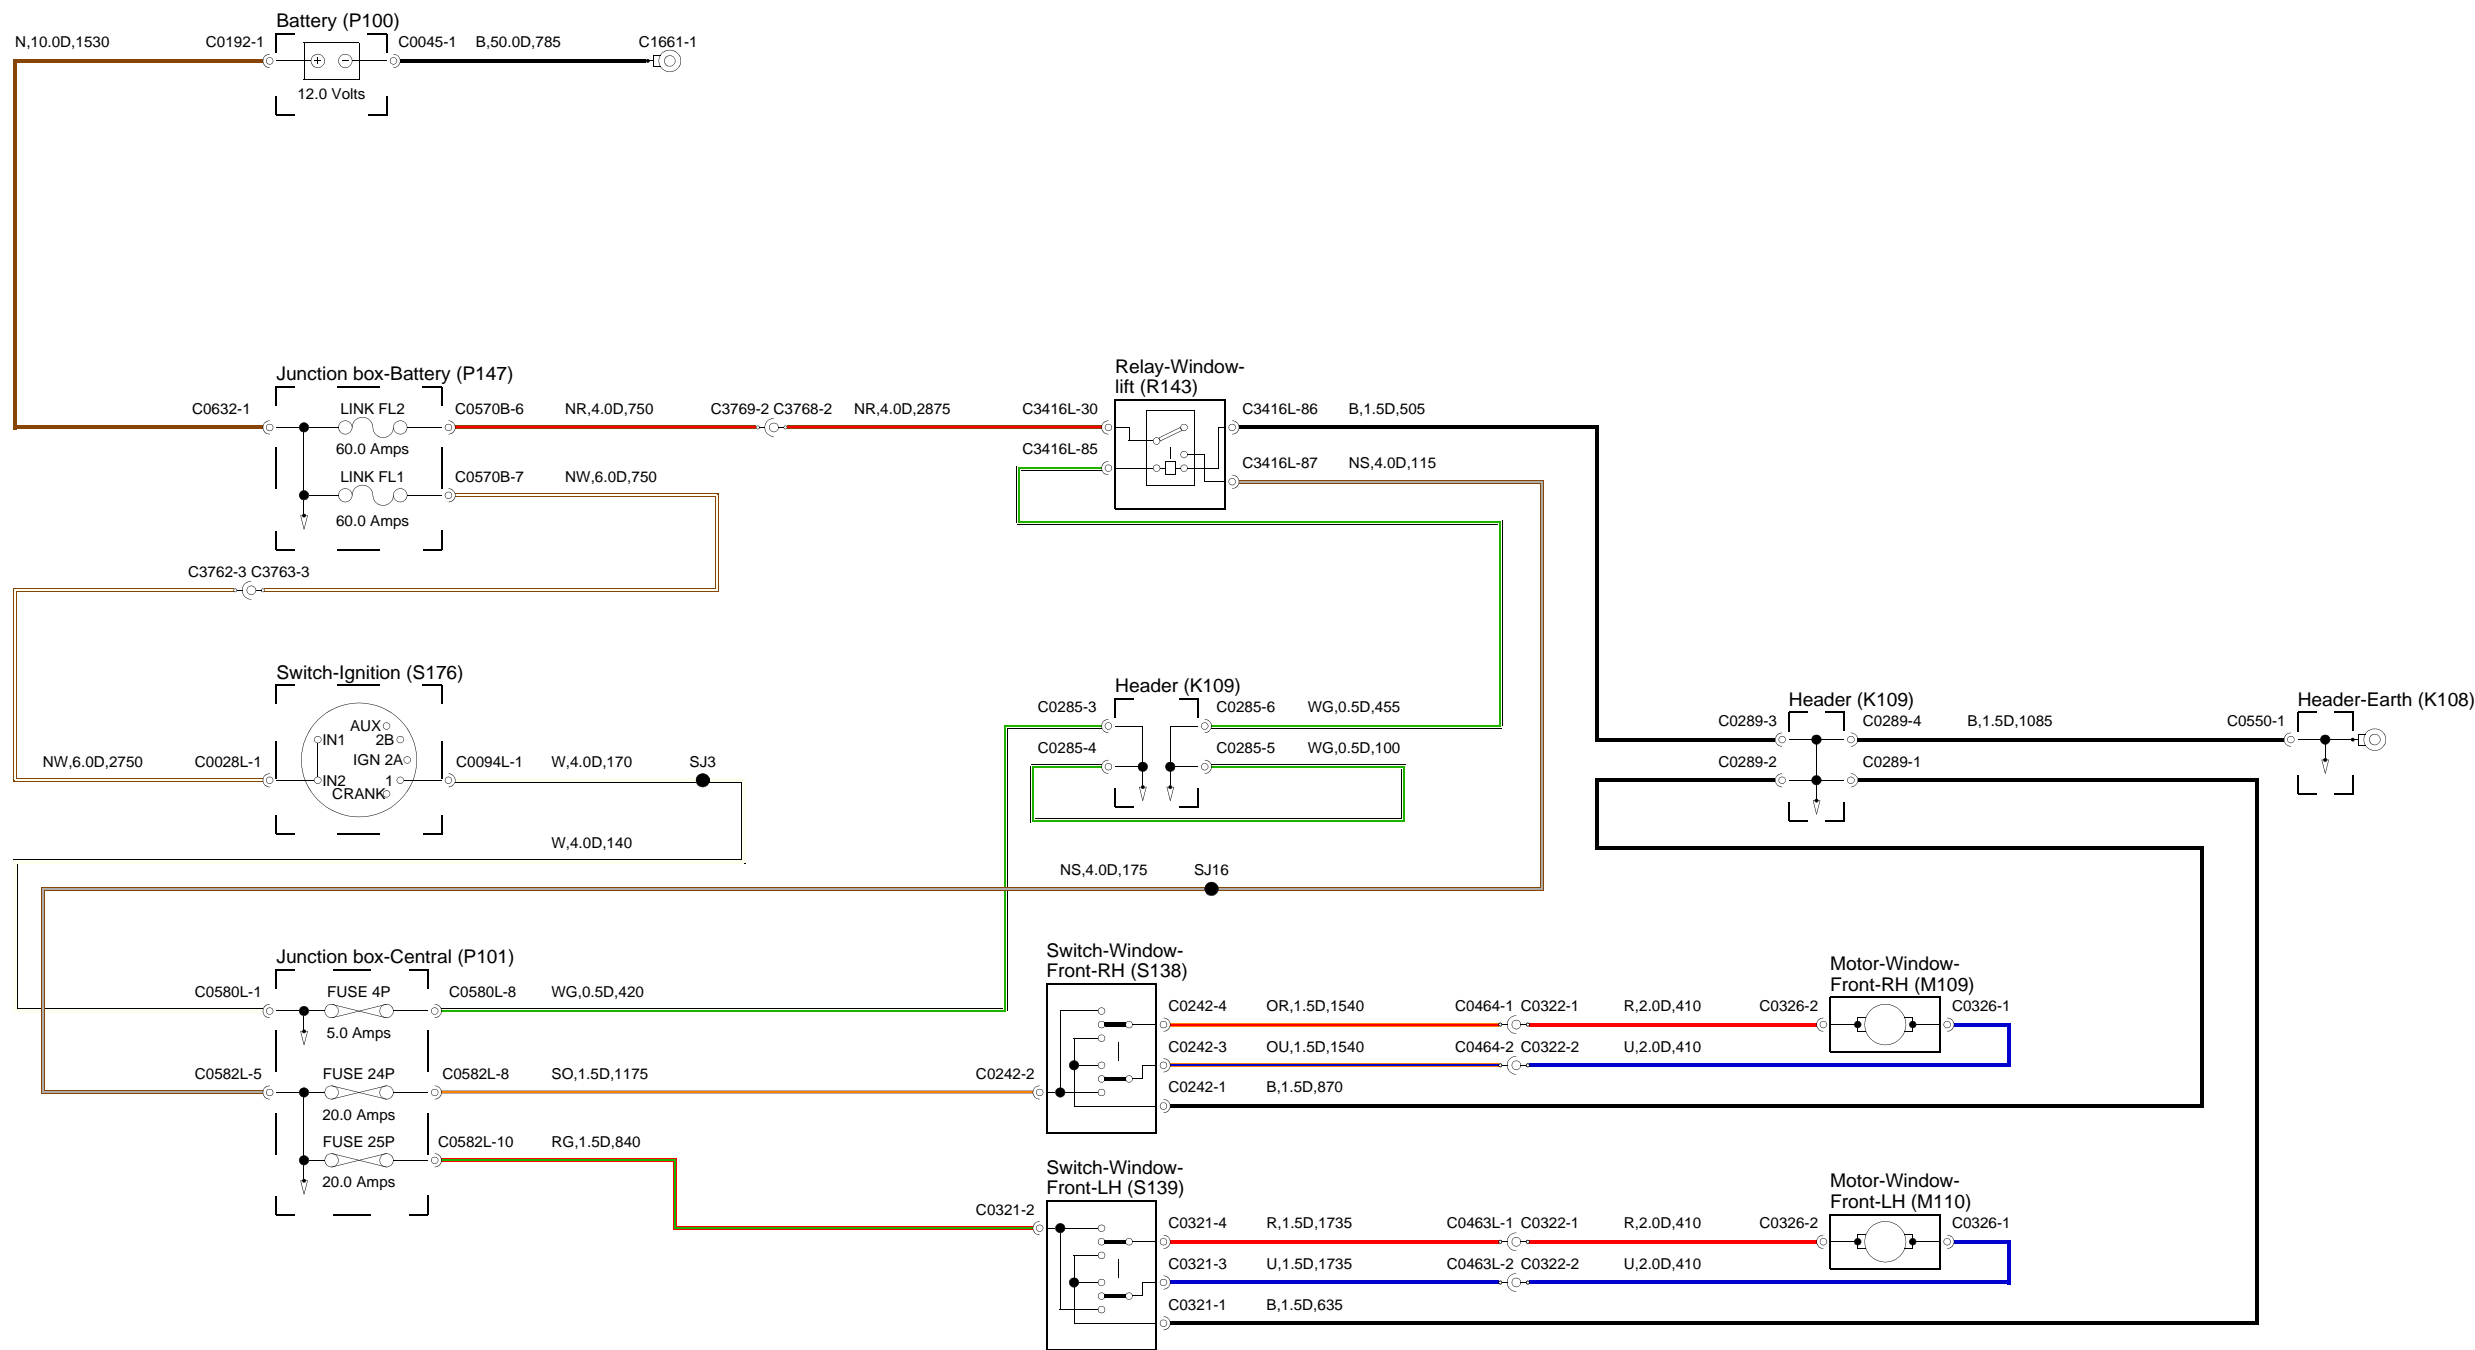 Battery (P100)
N,10.0D,1530
C0192-1
C0045-1
B,50.0D,785
C1661-1
12.0 Volts
Junction box-Battery (P147)
C0632-1
LINK FL2
60.0 Amps
C0570B-6
NR,4.0D,750
C3769-2
C3768-2
NR,4.0D,2875
LINK FL1
60.0 Amps
C0570B-7
NW,6.0D,750
Relay-Window-
lift (R143)
C3416L-30
C3416L-85
C3416L-86
B,1.5D,505
C3416L-87
NS,4.0D,115
C3762-3
C3763-3
Switch-Ignition (S176)
NW,6.0D,2750
C0028L-1
AUX
IN1
2B
IGN 2A
IN2
1
CRANK
C0094L-1
W,4.0D,170
SJ3
W,4.0D,140
Header (K109)
C0285-3
C0285-6
WG,0.5D,455
C0285-4
C0285-5
WG,0.5D,100
Header (K109)
C0289-3
C0289-4
B,1.5D,1085
C0289-2
C0289-1
Header-Earth (K108)
C0550-1
NS,4.0D,175
SJ16
Junction box-Central (P101)
C0580L-1
FUSE 4P
5.0 Amps
C0580L-8
WG,0.5D,420
C0582L-5
FUSE 24P
20.0 Amps
C0582L-8
SO,1.5D,1175
FUSE 25P
20.0 Amps
C0582L-10
RG,1.5D,840
Switch-Window-
Front-RH (S138)
C0242-2
C0242-4
OR,1.5D,1540
C0464-1
C0322-1
R,2.0D,410
C0326-2
C0242-3
OU,1.5D,1540
C0464-2
C0322-2
U,2.0D,410
C0242-1
B,1.5D,870
Motor-Window-
Front-RH (M109)
C0326-1
Switch-Window-
Front-LH (S139)
C0321-2
C0321-4
R,1.5D,1735
C0463L-1
C0322-1
R,2.0D,410
C0326-2
C0321-3
U,1.5D,1735
C0463L-2
C0322-2
U,2.0D,410
C0321-1
B,1.5D,635
Motor-Window-
Front-LH (M110)
C0326-1